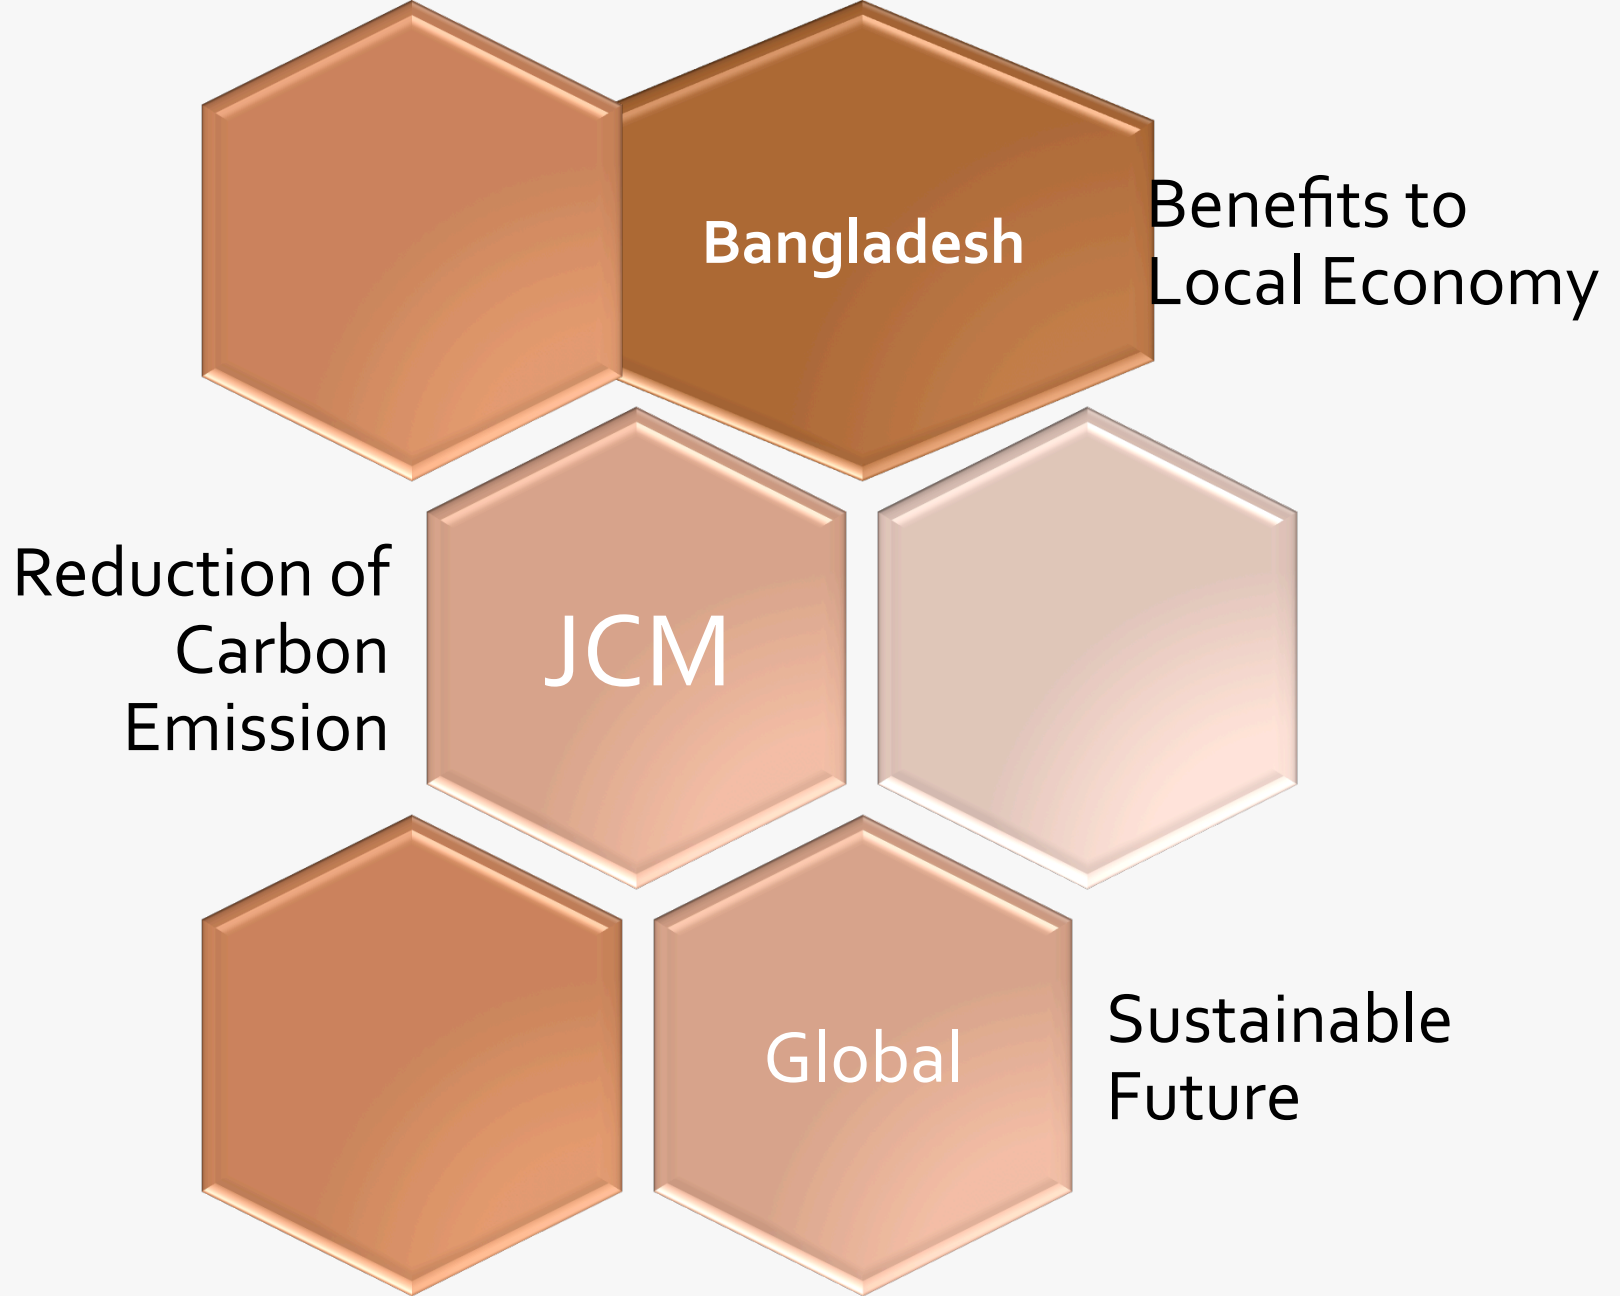 Bangladesh
Benefits to
Local Economy
Reduction of
Carbon
Emission
JCM
Global
Sustainable
Future